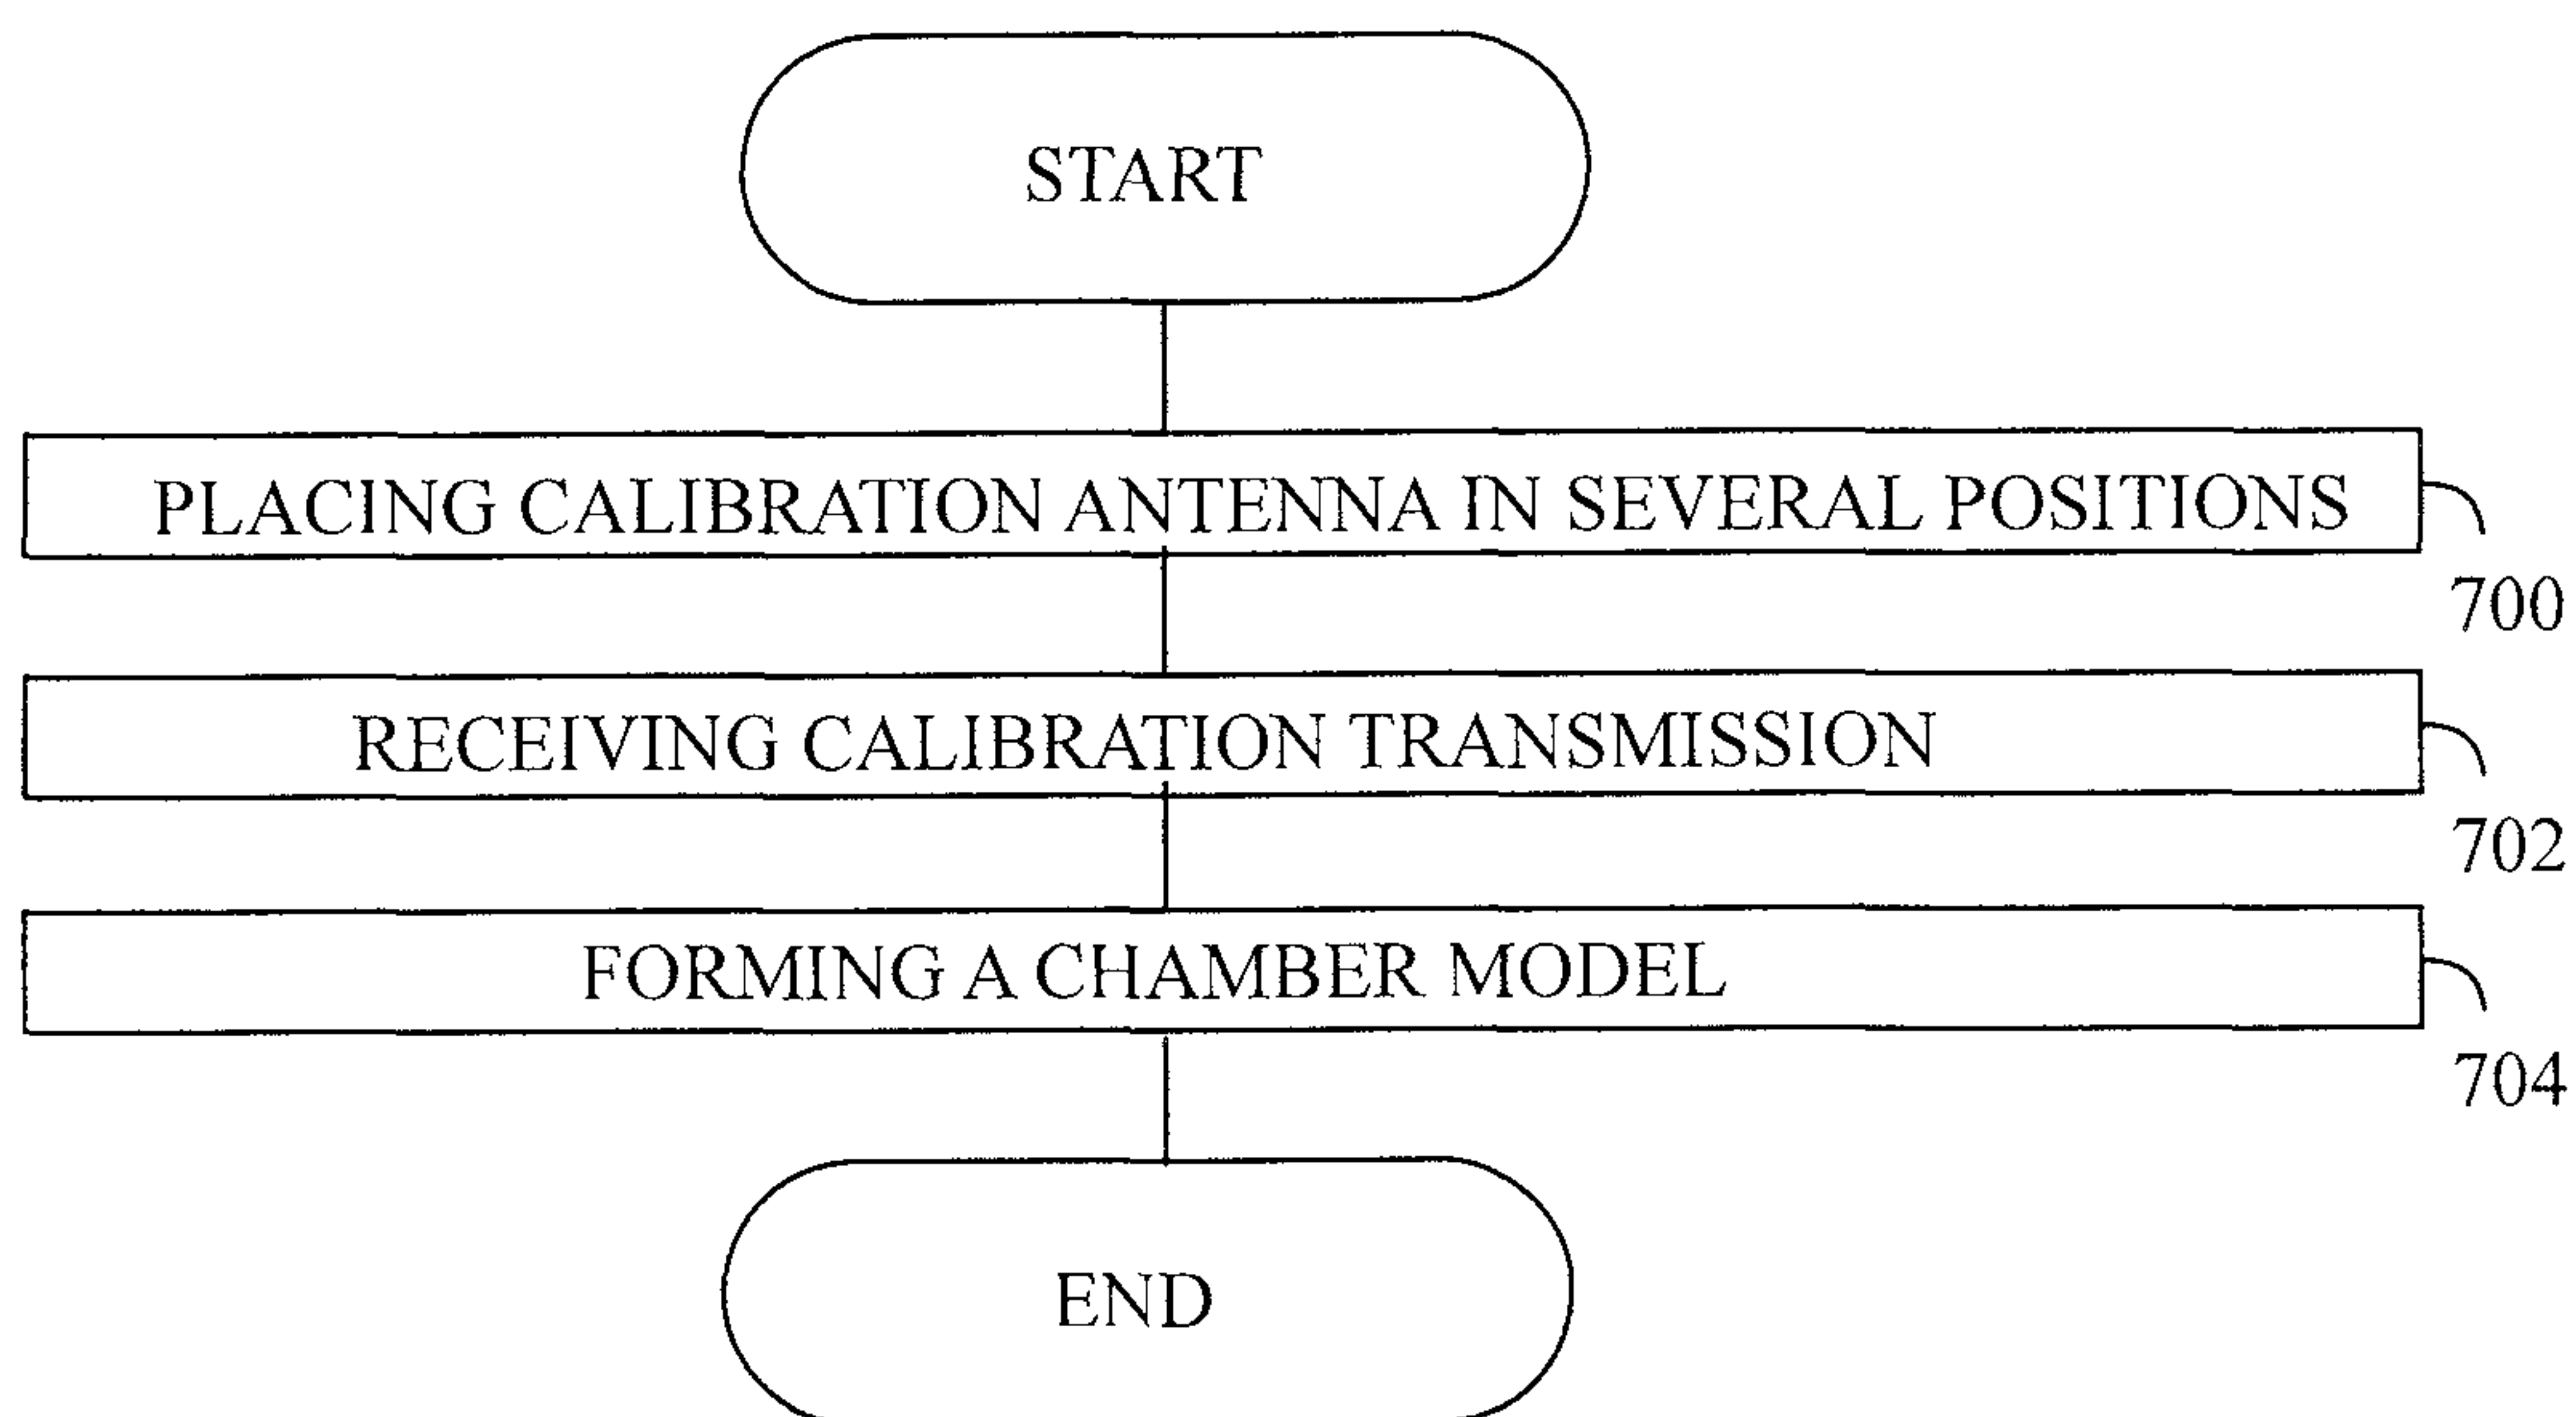 START
PLACING CALIBRATION ANTENNA IN SEVERAL POSITIONS
700
RECEIVING CALIBRATION TRANSMISSION
702
FORMING A CHAMBER MODEL
704
END